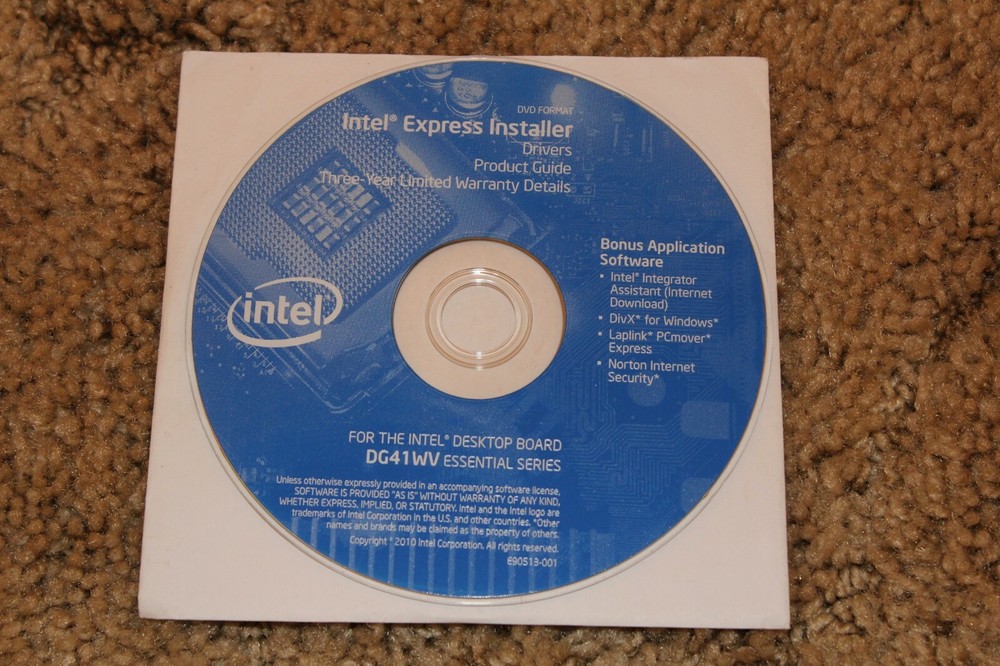 DVD FORMAT
Intel® Express Installer
Drivers
Product Guide
Three-Year Limited Warranty Details
Bonus Application
Software
▪ Intel® Integrator
Assistant (Internet
Download)
▪ DivX* for Windows*
▪ Laplink* PCmover*
Express
▪ Norton Internet
Security*
intel®
FOR THE INTEL® DESKTOP BOARD
DG41WV ESSENTIAL SERIES
Unless otherwise expressly provided in an accompanying software license,
SOFTWARE IS PROVIDED "AS IS" WITHOUT WARRANTY OF ANY KIND,
WHETHER EXPRESS, IMPLIED, OR STATUTORY. Intel and the Intel logo are
trademarks of Intel Corporation in the U.S. and other countries. *Other
names and brands may be claimed as the property of others.
Copyright © 2010 Intel Corporation. All rights reserved.
E90513-001